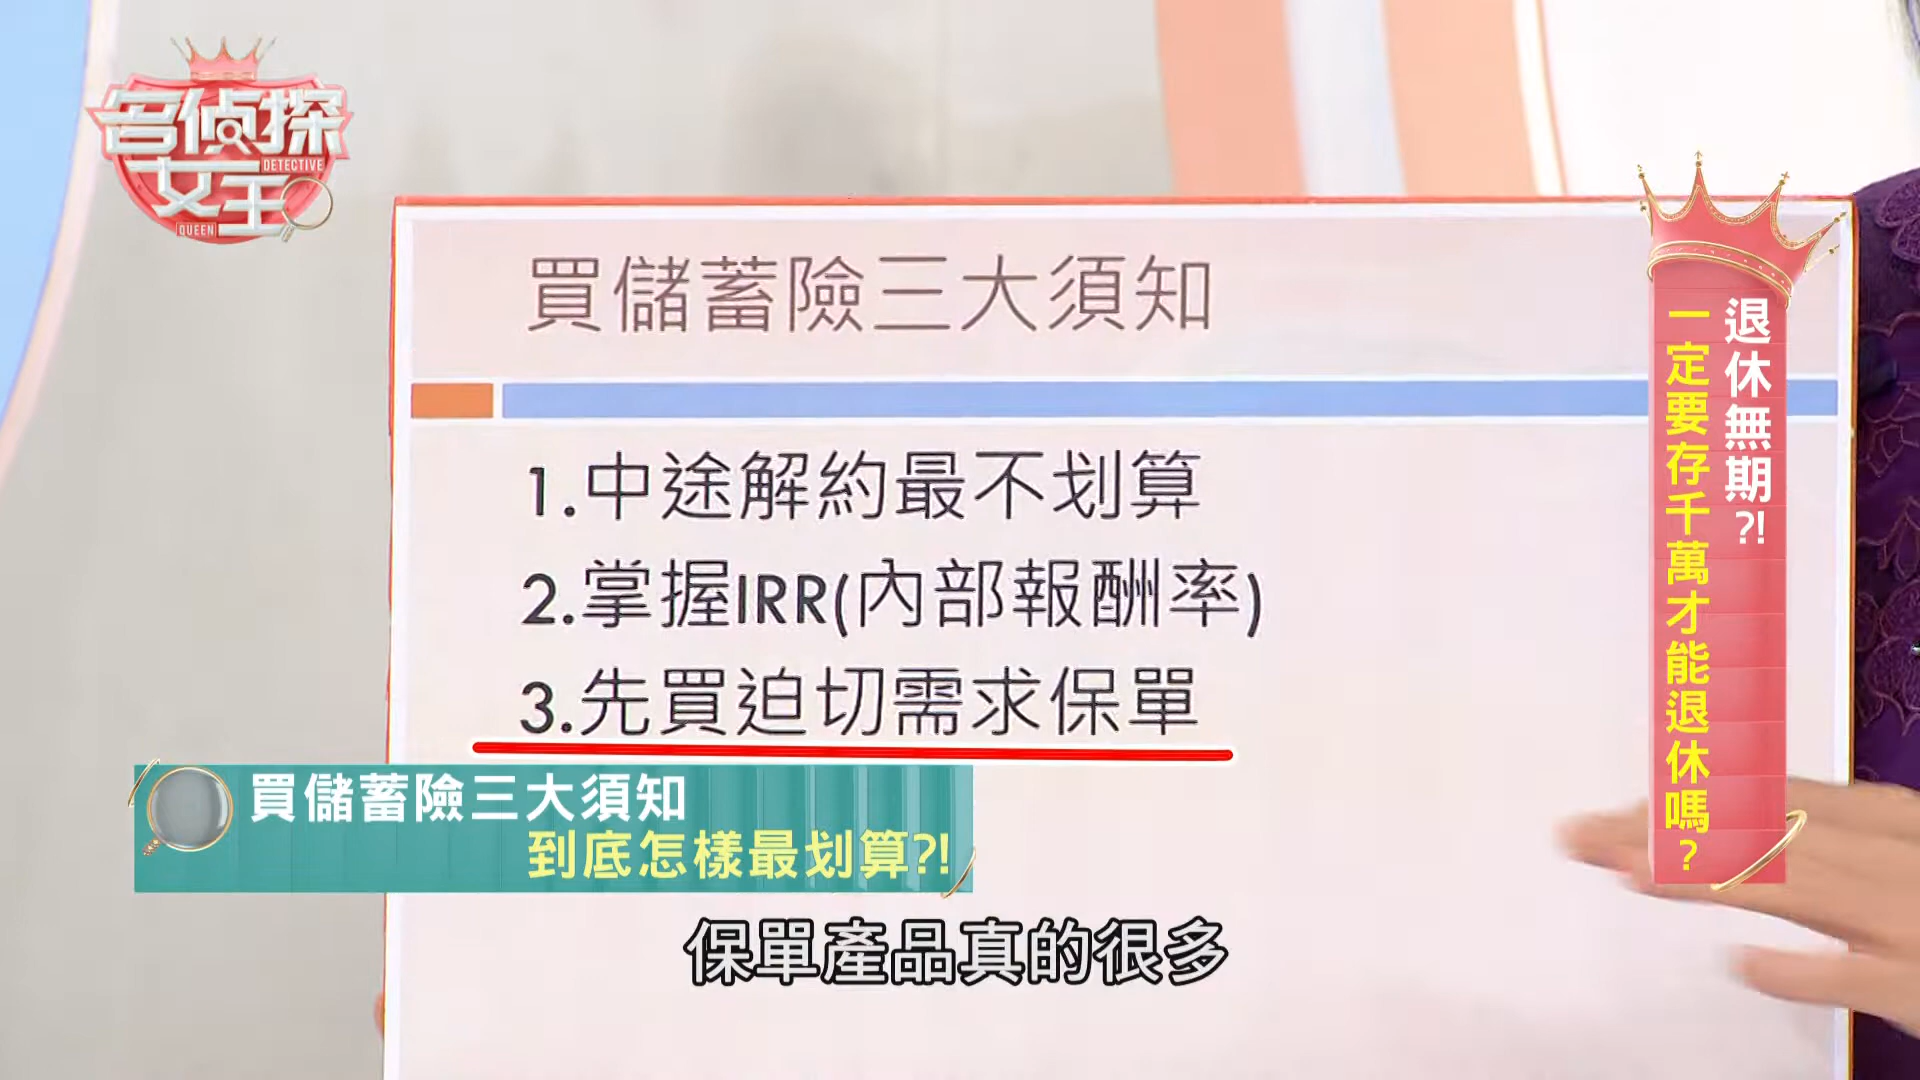 名偵探
DETECTIVE
女王
QUEEN
買儲蓄險三大須知
1.中途解約最不划算
2.掌握IRR(內部報酬率)
3.先買迫切需求保單
退休無期?!
一定要存千萬才能退休嗎?
買儲蓄險三大須知
到底怎樣最划算?!
保單產品真的很多